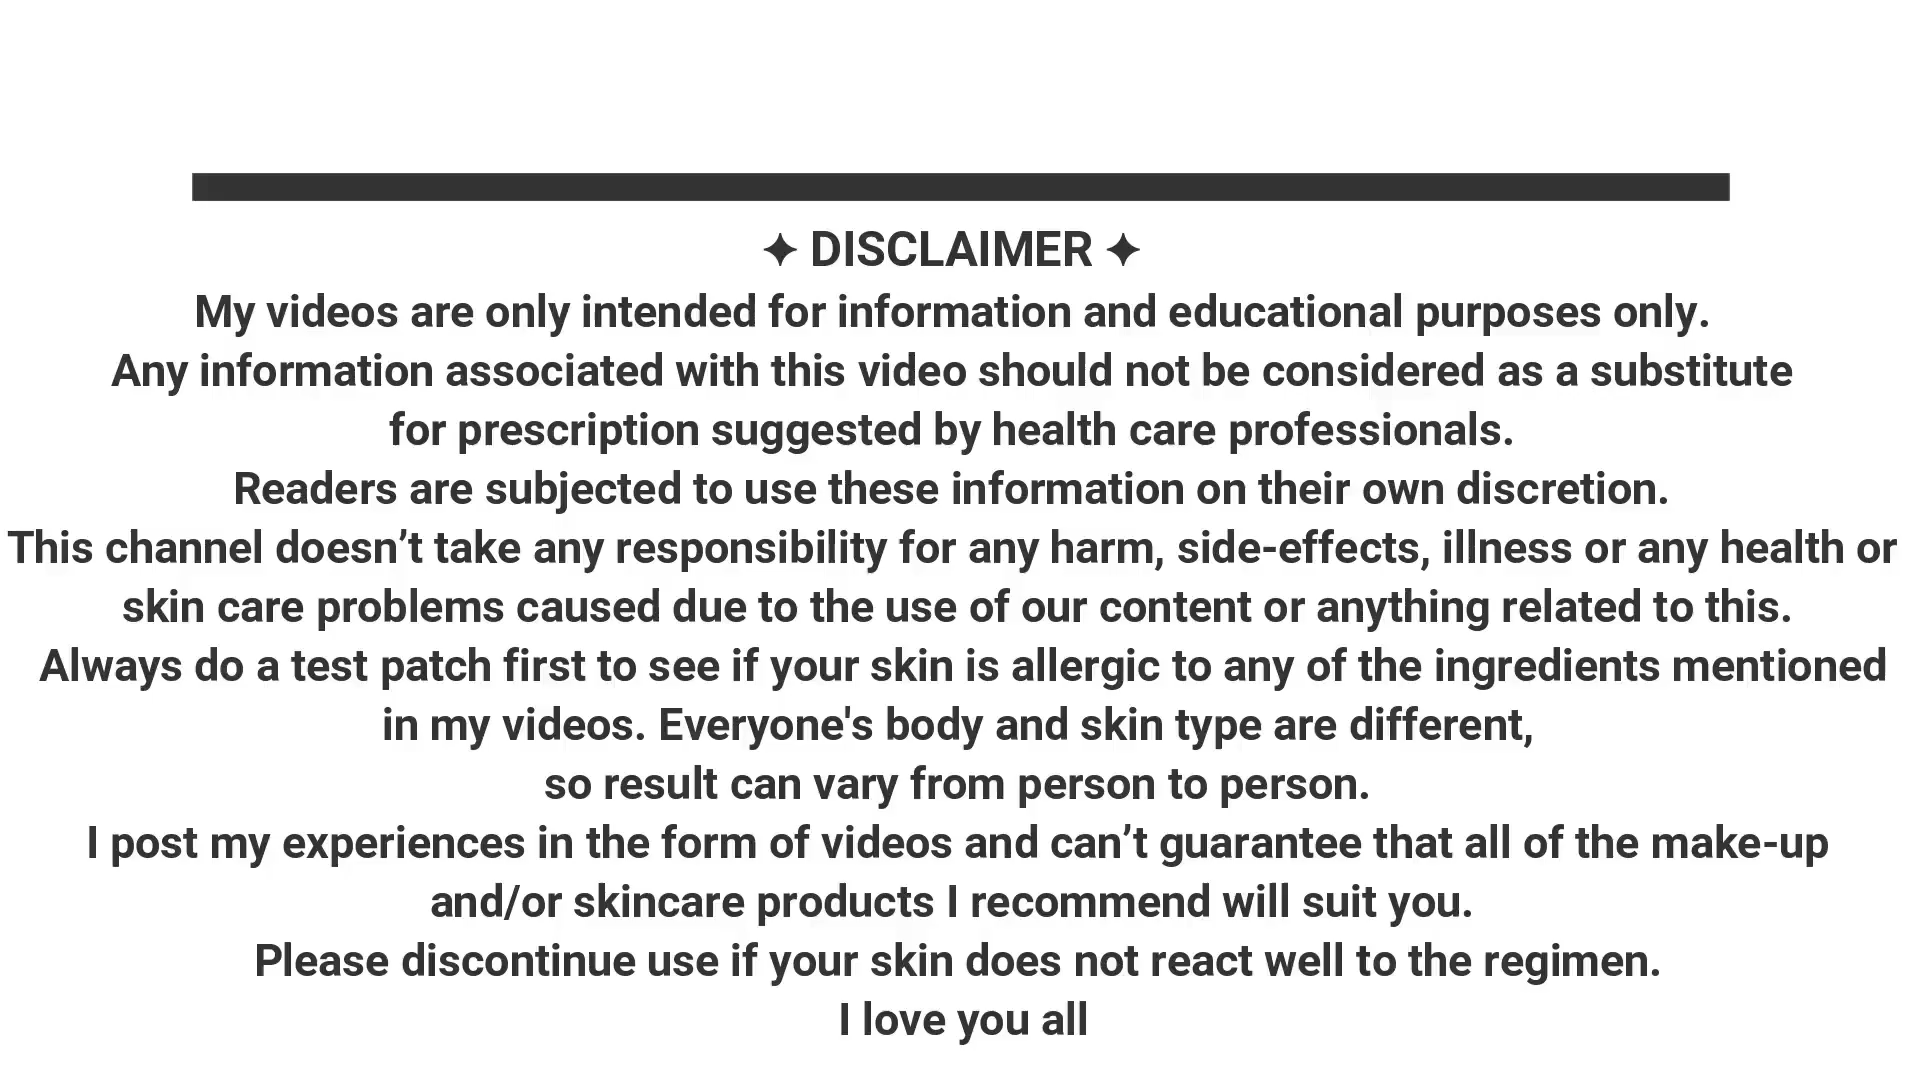 ✦ DISCLAIMER ✦
My videos are only intended for information and educational purposes only.
Any information associated with this video should not be considered as a substitute
for prescription suggested by health care professionals.
Readers are subjected to use these information on their own discretion.
This channel doesn’t take any responsibility for any harm, side-effects, illness or any health or
skin care problems caused due to the use of our content or anything related to this.
Always do a test patch first to see if your skin is allergic to any of the ingredients mentioned
in my videos. Everyone's body and skin type are different,
so result can vary from person to person.
I post my experiences in the form of videos and can’t guarantee that all of the make-up
and/or skincare products I recommend will suit you.
Please discontinue use if your skin does not react well to the regimen.
I love you all